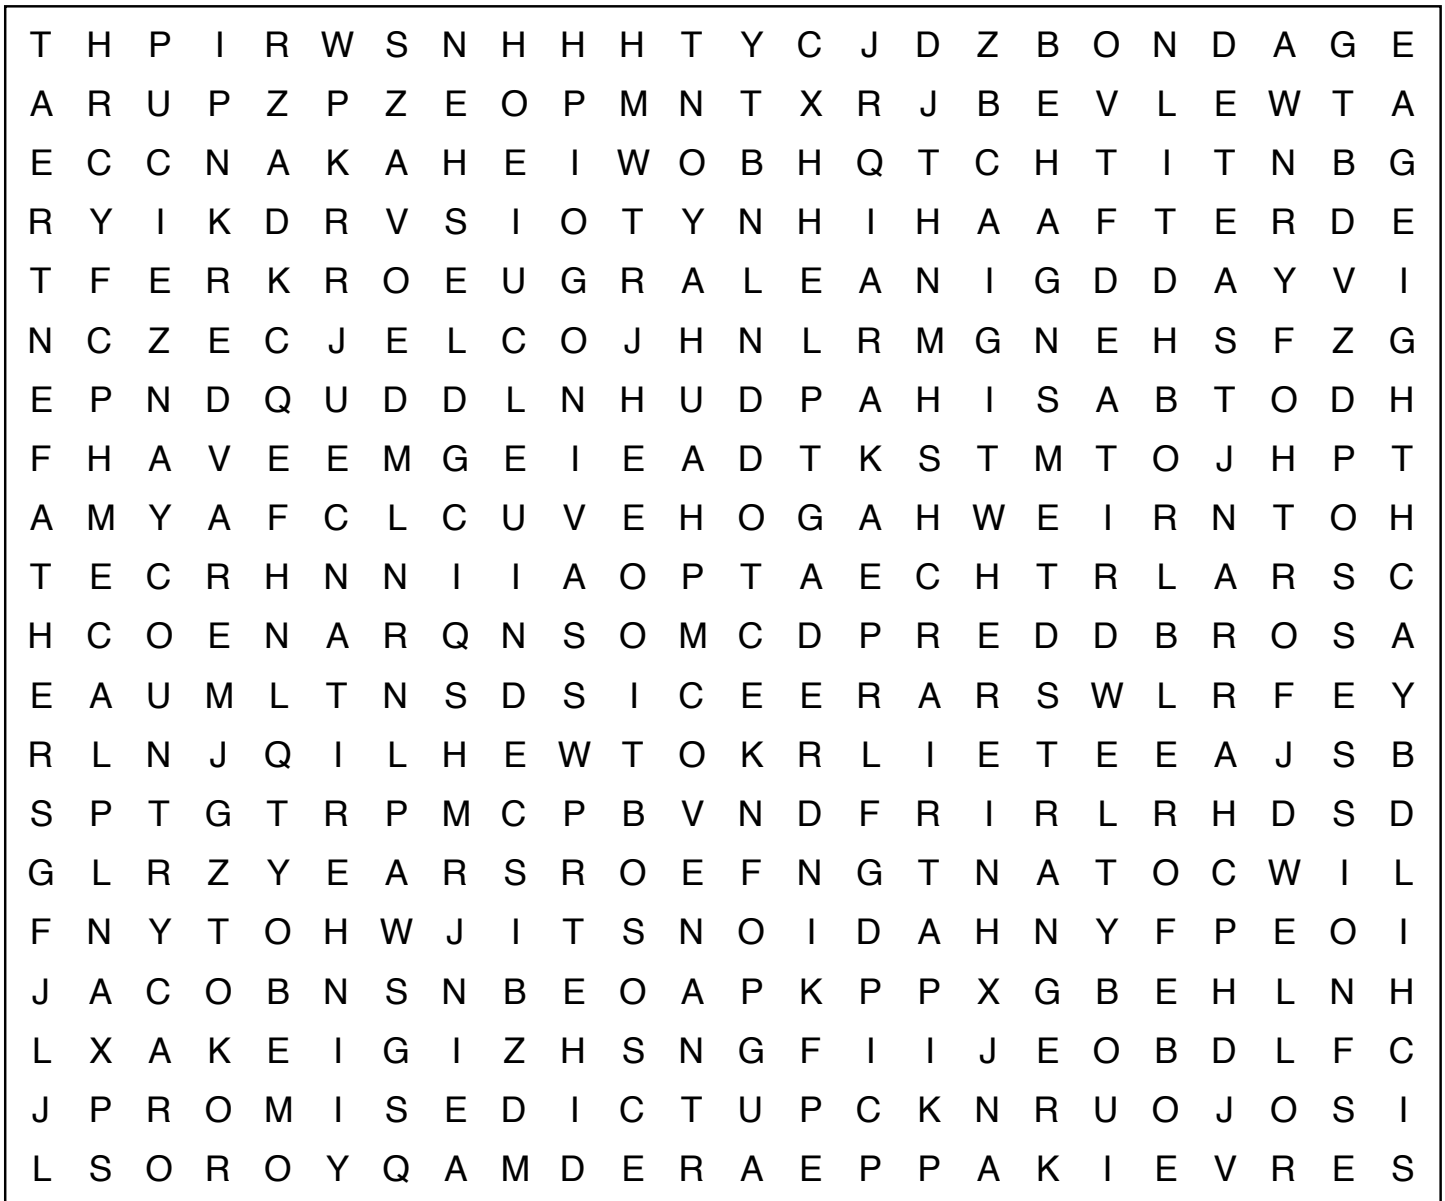 T H P I R W S N H H H T Y C J D Z B O N D A G E
A R U P Z P Z E O P M N T X R J B E V L E W T A
E C C N A K A H E I W O B H Q T C H T I T N B G
R Y I K D R V S I O T Y N H I H A A F T E R D E
T F E R K R O E U G R A L E A N I G D D A Y V I
N C Z E C J E L C O J H N L R M G N E H S F Z G
E P N D Q U D D L N H U D P A H I S A B T O D H
F H A V E E M G E I E A D T K S T M T O J H P T
A M Y A F C L C U V E H O G A H W E I R N T O H
T E C R H N N I I A O P T A E C H T R L A R S C
H C O E N A R Q N S O M C D P R E D D B R O S A
E A U M L T N S D S I C E E R A R S W L R F E Y
R L N J Q I L H E W T O K R L I E T E E A J S B
S P T G T R P M C P B V N D F R I R L R H D S D
G L R Z Y E A R S R O E F N G T N A T O C W I L
F N Y T O H W J I T S N O I D A H N Y F P E O I
J A C O B N S N B E O A P K P P X G B E H L N H
L X A K E I G I Z H S N G F I I J E O B D L F C
J P R O M I S E D I C T U P C K N R U O J O S I
L S O R O Y Q A M D E R A E P P A K I E V R E S